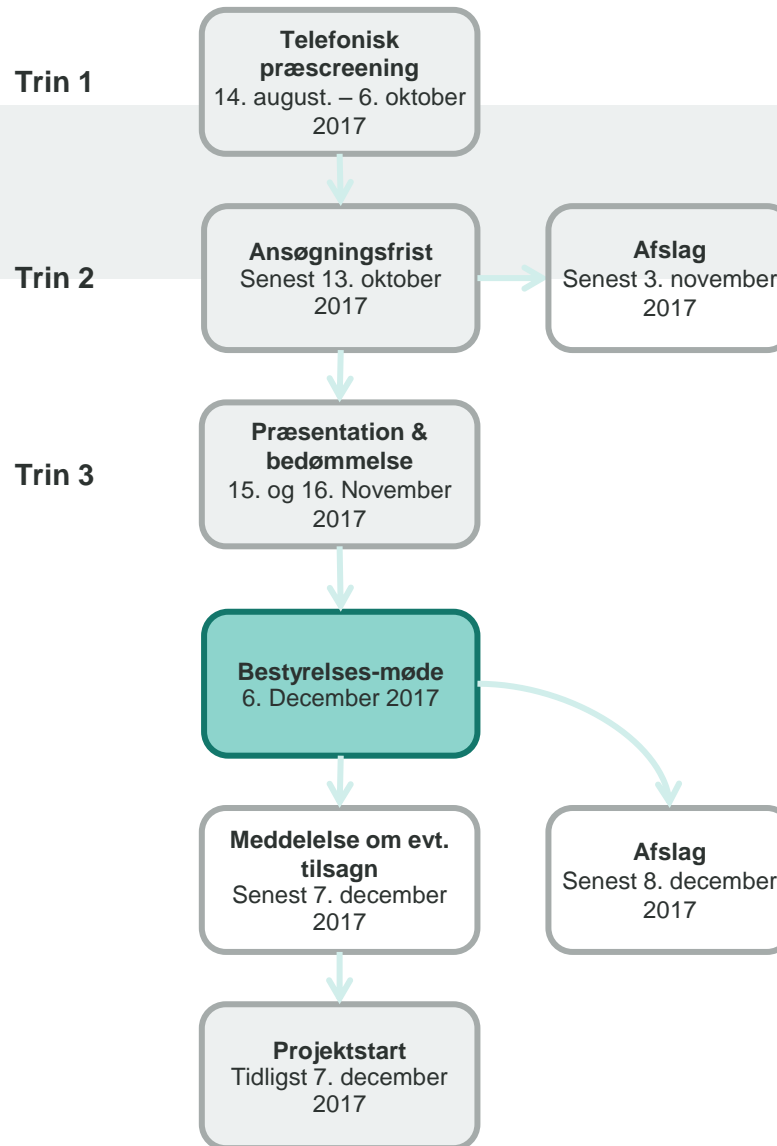 Trin 1
Telefonisk
præscreening
14. august. – 6. oktober
2017
Trin 2
Ansøgningsfrist
Senest 13. oktober
2017
Afslag
Senest 3. november
2017
Trin 3
Præsentation &
bedømmelse
15. og 16. November
2017
Bestyrelses-møde
6. December 2017
Meddelelse om evt.
tilsagn
Senest 7. december
2017
Afslag
Senest 8. december
2017
Projektstart
Tidligst 7. december
2017